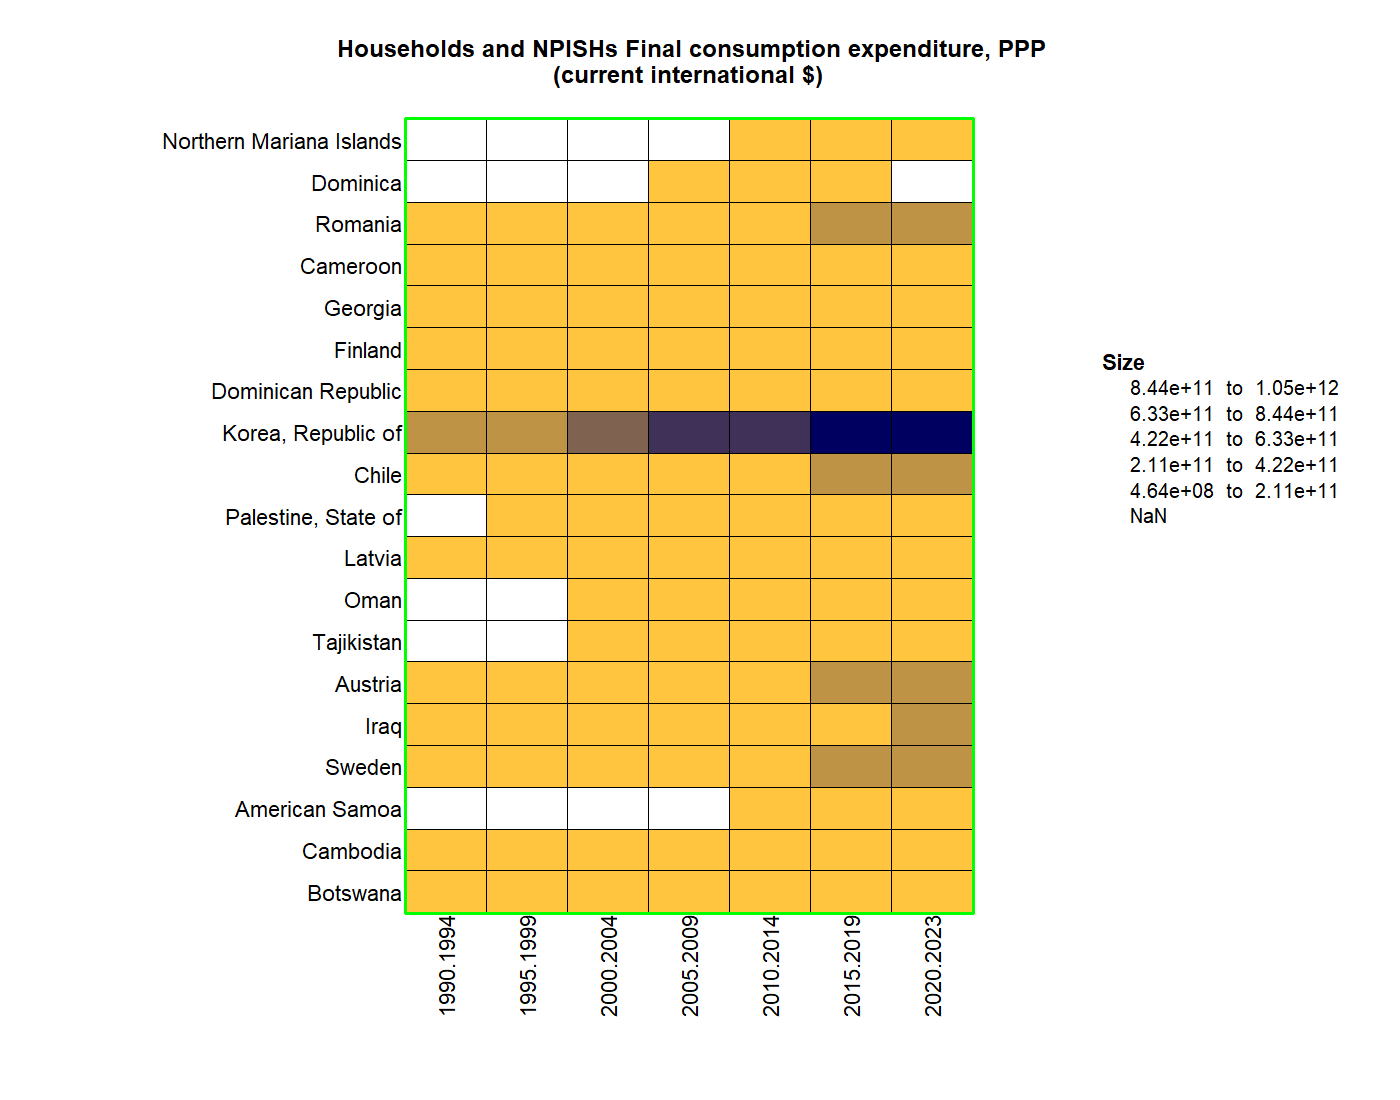 Households and NPISHs Final consumption expenditure, PPP
(current international $)
Northern Mariana Islands
Dominica
Romania
Cameroon
Georgia
Finland
Dominican Republic
Korea, Republic of
Chile
Palestine, State of
Latvia
Oman
Tajikistan
Austria
Iraq
Sweden
American Samoa
Cambodia
Botswana
1990.1994
1995.1999
2000.2004
2005.2009
2010.2014
2015.2019
2020.2023
Size
8.44e+11 to 1.05e+12
6.33e+11 to 8.44e+11
4.22e+11 to 6.33e+11
2.11e+11 to 4.22e+11
4.64e+08 to 2.11e+11
NaN